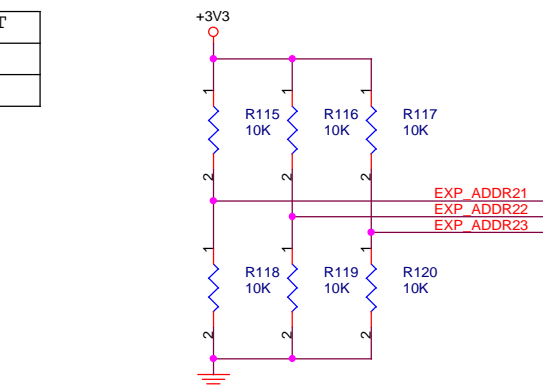 T
+3V3
1 1 1
R115 R116 R117
10K 10K 10K
2 2 2
EXP_ADDR21
EXP_ADDR22
EXP_ADDR23
1 1 1
R118 R119 R120
10K 10K 10K
2 2 2